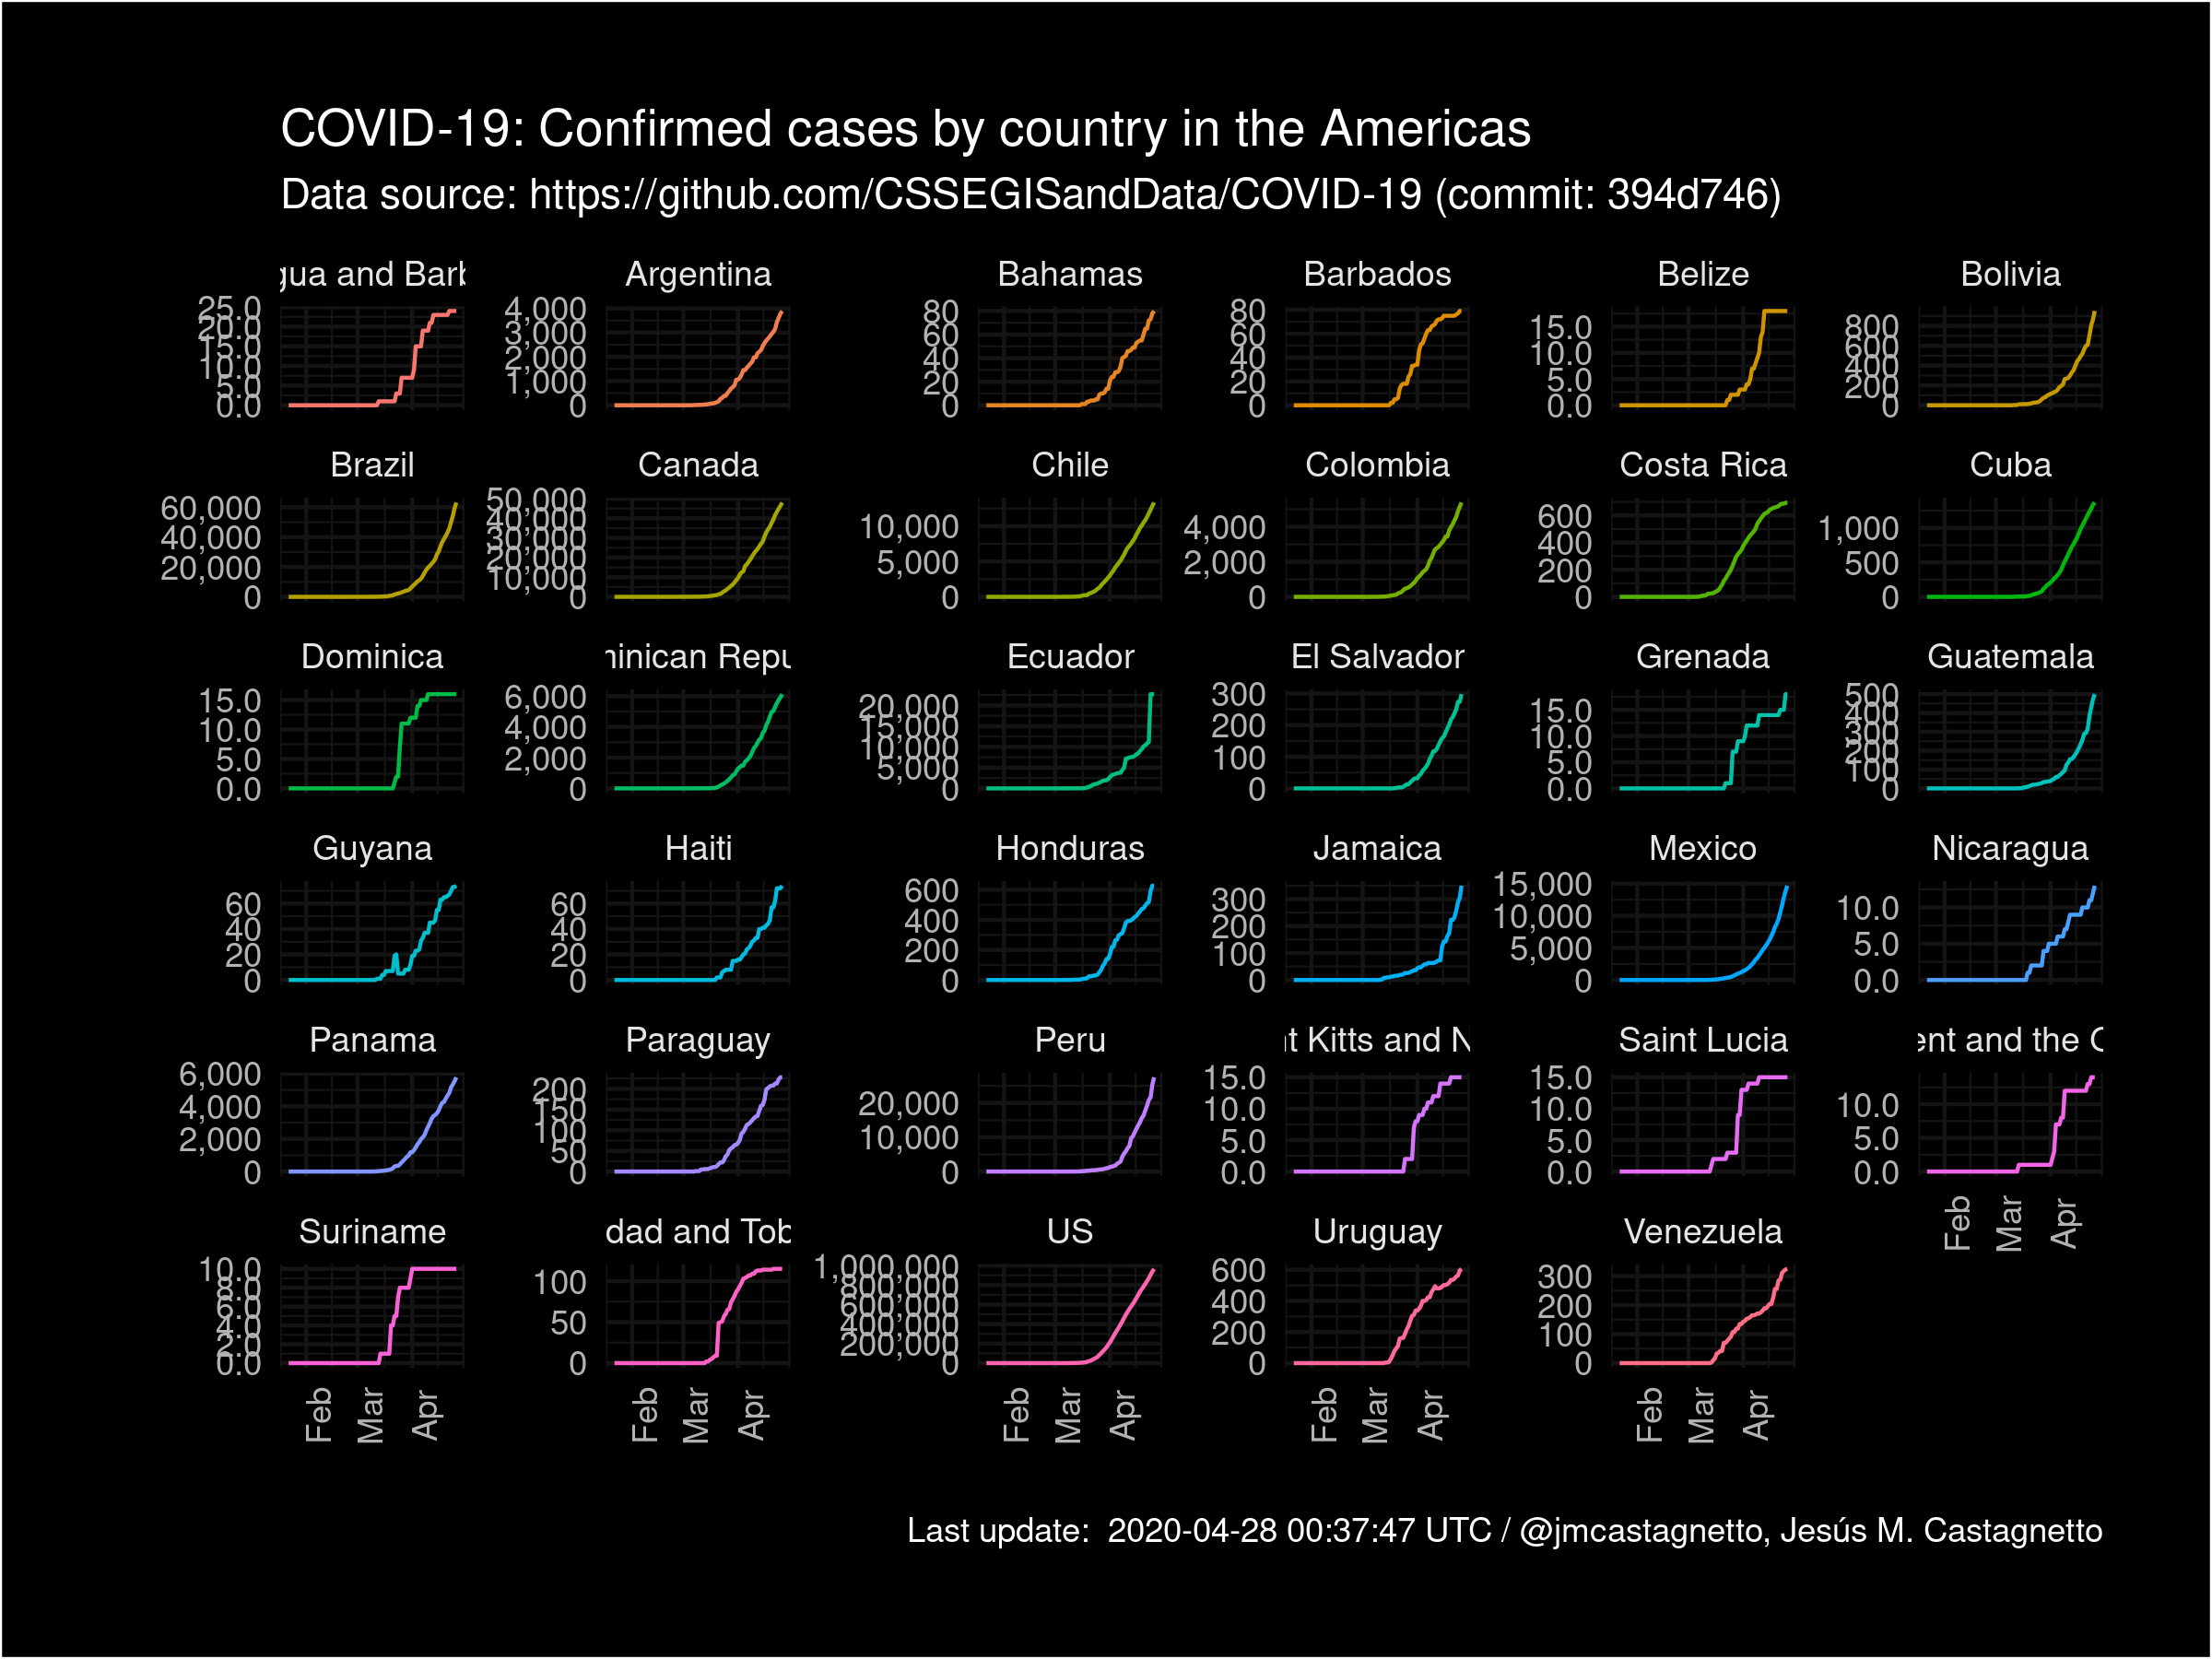 COVID-19: Confirmed cases by country in the Americas
Data source: https://github.com/CSSEGISandData/COVID-19 (commit: 394d746)
gua and Barb
25.0
20.0
15.0
10.0
5.0
0.0
Argentina
4,000
3,000
2,000
1,000
0
Bahamas
80
60
40
20
0
Barbados
80
60
40
20
0
Belize
15.0
10.0
5.0
0.0
Bolivia
800
600
400
200
0
Brazil
60,000
40,000
20,000
0
Canada
50,000
40,000
30,000
20,000
10,000
0
Chile
10,000
5,000
0
Colombia
4,000
2,000
0
Costa Rica
600
400
200
0
Cuba
1,000
500
0
Dominica
15.0
10.0
5.0
0.0
ninican Repu
6,000
4,000
2,000
0
Ecuador
20,000
15,000
10,000
5,000
0
El Salvador
300
200
100
0
Grenada
15.0
10.0
5.0
0.0
Guatemala
500
400
300
200
100
0
Guyana
60
40
20
0
Haiti
60
40
20
0
Honduras
600
400
200
0
Jamaica
300
200
100
0
Mexico
15,000
10,000
5,000
0
Nicaragua
10.0
5.0
0.0
Panama
6,000
4,000
2,000
0
Paraguay
200
150
100
50
0
Peru
20,000
10,000
0
t Kitts and N
15.0
10.0
5.0
0.0
Saint Lucia
15.0
10.0
5.0
0.0
ent and the G
10.0
5.0
0.0
Feb
Mar
Apr
Suriname
10.0
8.0
6.0
4.0
2.0
0.0
Feb
Mar
Apr
dad and Tob
100
50
0
Feb
Mar
Apr
US
1,000,000
800,000
600,000
400,000
200,000
0
Feb
Mar
Apr
Uruguay
600
400
200
0
Feb
Mar
Apr
Venezuela
300
200
100
0
Feb
Mar
Apr
Last update:  2020-04-28 00:37:47 UTC / @jmcastagnetto, Jesús M. Castagnetto